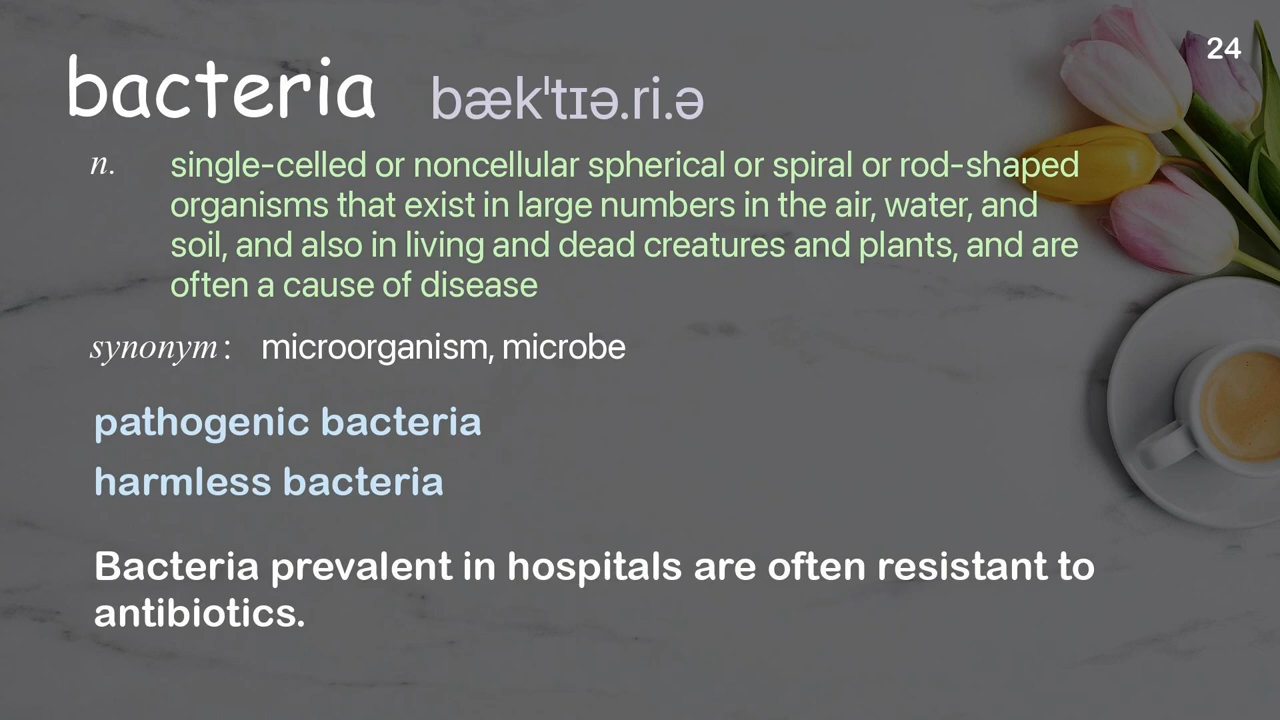 24
bacteria bækˈtɪə.ri.ə
n. single-celled or noncellular spherical or spiral or rod-shaped
organisms that exist in large numbers in the air, water, and
soil, and also in living and dead creatures and plants, and are
often a cause of disease
synonym: microorganism, microbe
pathogenic bacteria
harmless bacteria
Bacteria prevalent in hospitals are often resistant to
antibiotics.